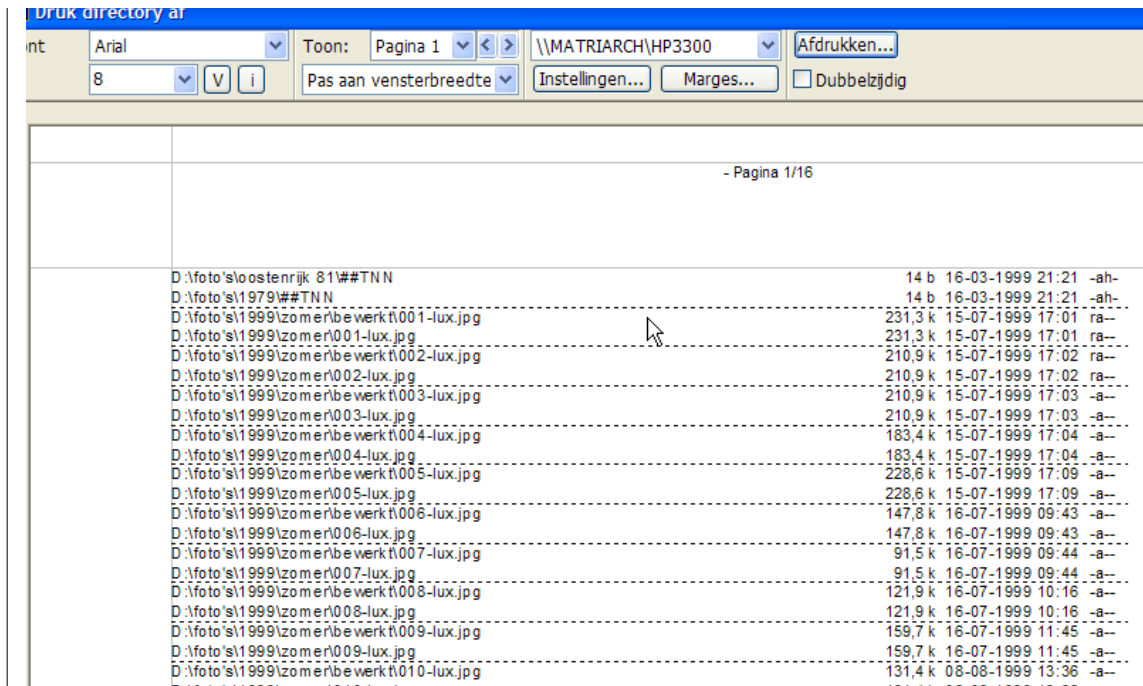 Druk directory af
nt Arial Toon: Pagina 1 < > \\MATRIARCH\HP3300 Afdrukken...
8 V i Pas aan vensterbreedte Instellingen... Marges... Dubbelzijdig
- Pagina 1/16
D:\foto's\oostenrijk 81\##TNN 14 b 16-03-1999 21:21 -ah-
D:\foto's\1979\##TNN 14 b 16-03-1999 21:21 -ah-
D:\foto's\1999\zomer\bewerkt\001-lux.jpg 231,3 k 15-07-1999 17:01 ra--
D:\foto's\1999\zomer\001-lux.jpg 231,3 k 15-07-1999 17:01 ra--
D:\foto's\1999\zomer\bewerkt\002-lux.jpg 210,9 k 15-07-1999 17:02 ra--
D:\foto's\1999\zomer\002-lux.jpg 210,9 k 15-07-1999 17:02 ra--
D:\foto's\1999\zomer\bewerkt\003-lux.jpg 210,9 k 15-07-1999 17:03 -a--
D:\foto's\1999\zomer\003-lux.jpg 210,9 k 15-07-1999 17:03 -a--
D:\foto's\1999\zomer\bewerkt\004-lux.jpg 183,4 k 15-07-1999 17:04 -a--
D:\foto's\1999\zomer\004-lux.jpg 183,4 k 15-07-1999 17:04 -a--
D:\foto's\1999\zomer\bewerkt\005-lux.jpg 228,6 k 15-07-1999 17:09 -a--
D:\foto's\1999\zomer\005-lux.jpg 228,6 k 15-07-1999 17:09 -a--
D:\foto's\1999\zomer\bewerkt\006-lux.jpg 147,8 k 16-07-1999 09:43 -a--
D:\foto's\1999\zomer\006-lux.jpg 147,8 k 16-07-1999 09:43 -a--
D:\foto's\1999\zomer\bewerkt\007-lux.jpg 91,5 k 16-07-1999 09:44 -a--
D:\foto's\1999\zomer\007-lux.jpg 91,5 k 16-07-1999 09:44 -a--
D:\foto's\1999\zomer\bewerkt\008-lux.jpg 121,9 k 16-07-1999 10:16 -a--
D:\foto's\1999\zomer\008-lux.jpg 121,9 k 16-07-1999 10:16 -a--
D:\foto's\1999\zomer\bewerkt\009-lux.jpg 159,7 k 16-07-1999 11:45 -a--
D:\foto's\1999\zomer\009-lux.jpg 159,7 k 16-07-1999 11:45 -a--
D:\foto's\1999\zomer\bewerkt\010-lux.jpg 131,4 k 08-08-1999 13:36 -a--